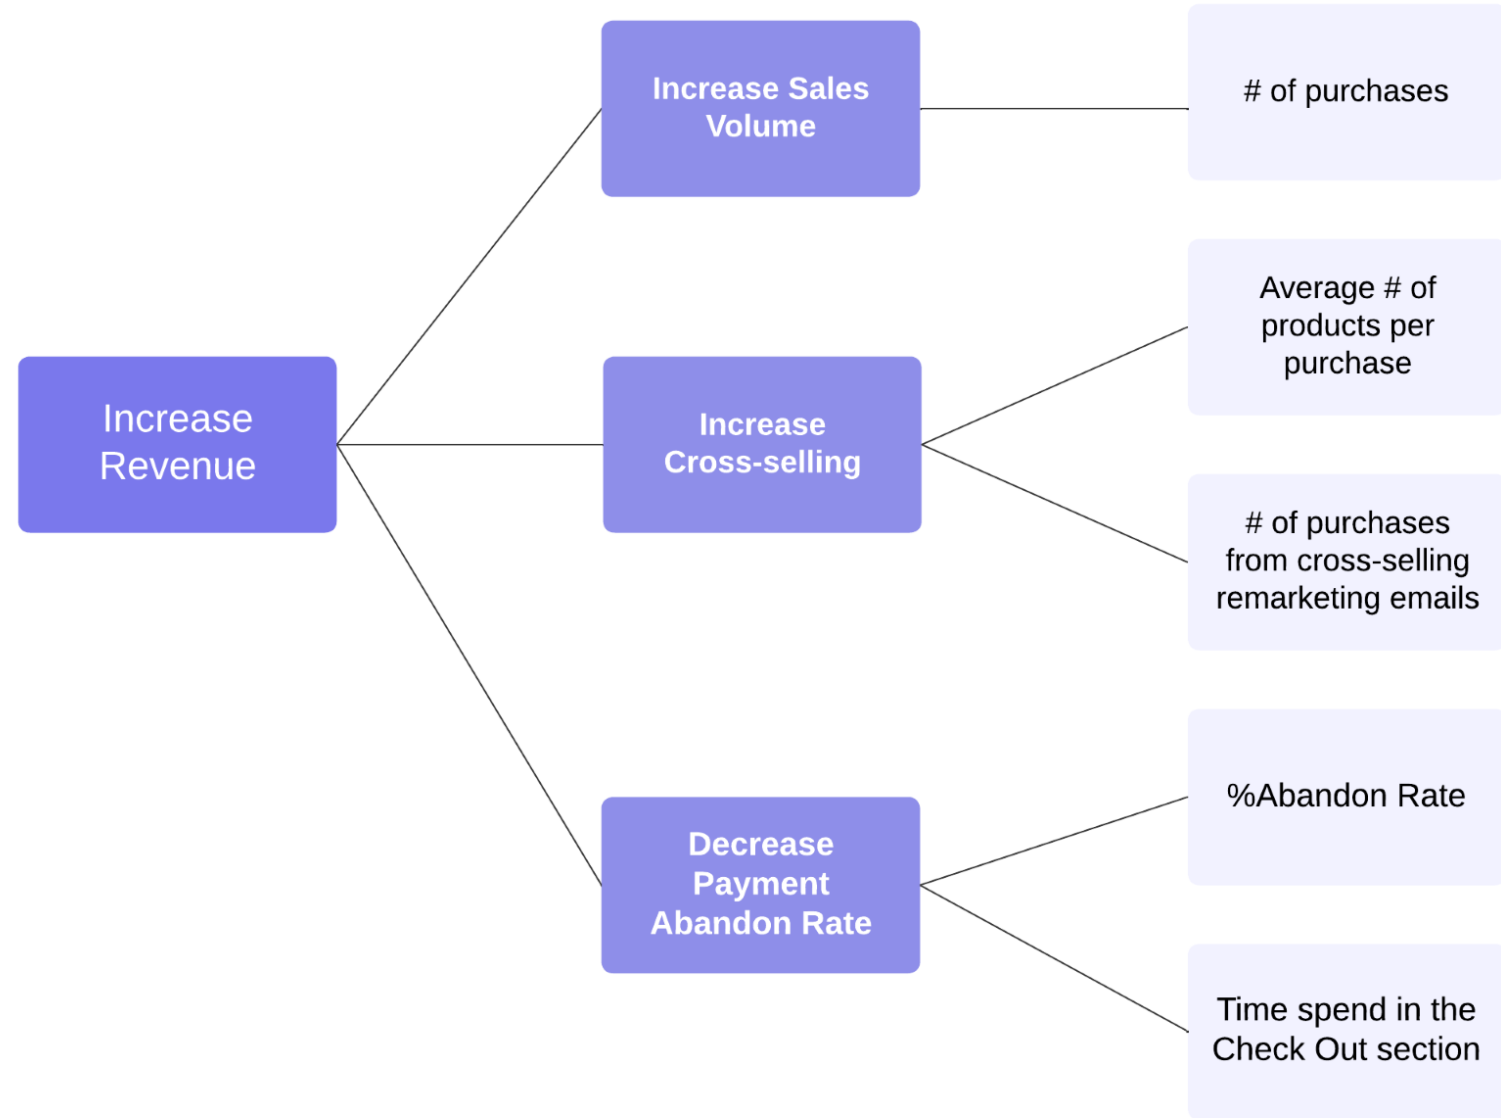 Increase
Revenue
Increase Sales
Volume
# of purchases
Increase
Cross-selling
Average # of
products per
purchase
# of purchases
from cross-selling
remarketing emails
Decrease
Payment
Abandon Rate
%Abandon Rate
Time spend in the
Check Out section